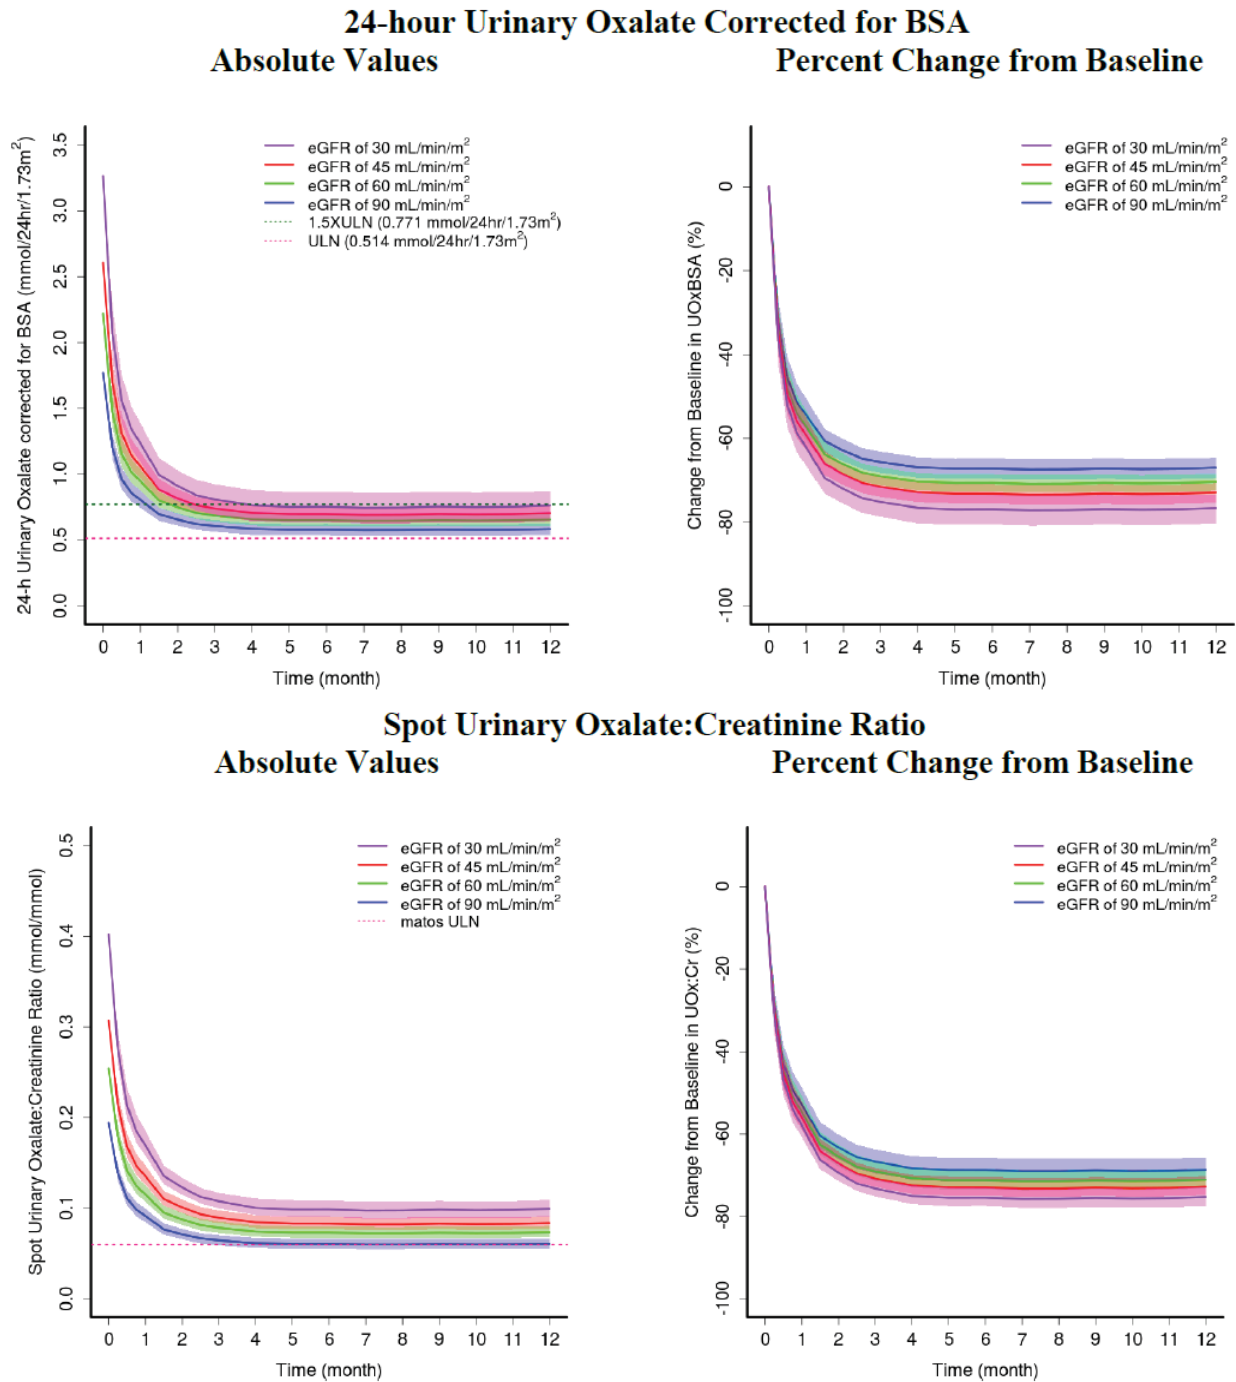 24-hour Urinary Oxalate Corrected for BSA
Absolute Values
Percent Change from Baseline
24-h Urinary Oxalate corrected for BSA (mmol/24hr/1.73m²)
3.5
3.0
2.5
2.0
1.5
1.0
0.5
0.0
eGFR of 30 mL/min/m²
eGFR of 45 mL/min/m²
eGFR of 60 mL/min/m²
eGFR of 90 mL/min/m²
1.5XULN (0.771 mmol/24hr/1.73m²)
ULN (0.514 mmol/24hr/1.73m²)
0 1 2 3 4 5 6 7 8 9 10 11 12
Time (month)
Change from Baseline in UOxBSA (%)
0
-20
-40
-60
-80
-100
eGFR of 30 mL/min/m²
eGFR of 45 mL/min/m²
eGFR of 60 mL/min/m²
eGFR of 90 mL/min/m²
0 1 2 3 4 5 6 7 8 9 10 11 12
Time (month)
Spot Urinary Oxalate:Creatinine Ratio
Absolute Values
Percent Change from Baseline
Spot Urinary Oxalate:Creatinine Ratio (mmol/mmol)
0.5
0.4
0.3
0.2
0.1
0.0
eGFR of 30 mL/min/m²
eGFR of 45 mL/min/m²
eGFR of 60 mL/min/m²
eGFR of 90 mL/min/m²
matos ULN
0 1 2 3 4 5 6 7 8 9 10 11 12
Time (month)
Change from Baseline in UOx:Cr (%)
0
-20
-40
-60
-80
-100
eGFR of 30 mL/min/m²
eGFR of 45 mL/min/m²
eGFR of 60 mL/min/m²
eGFR of 90 mL/min/m²
0 1 2 3 4 5 6 7 8 9 10 11 12
Time (month)